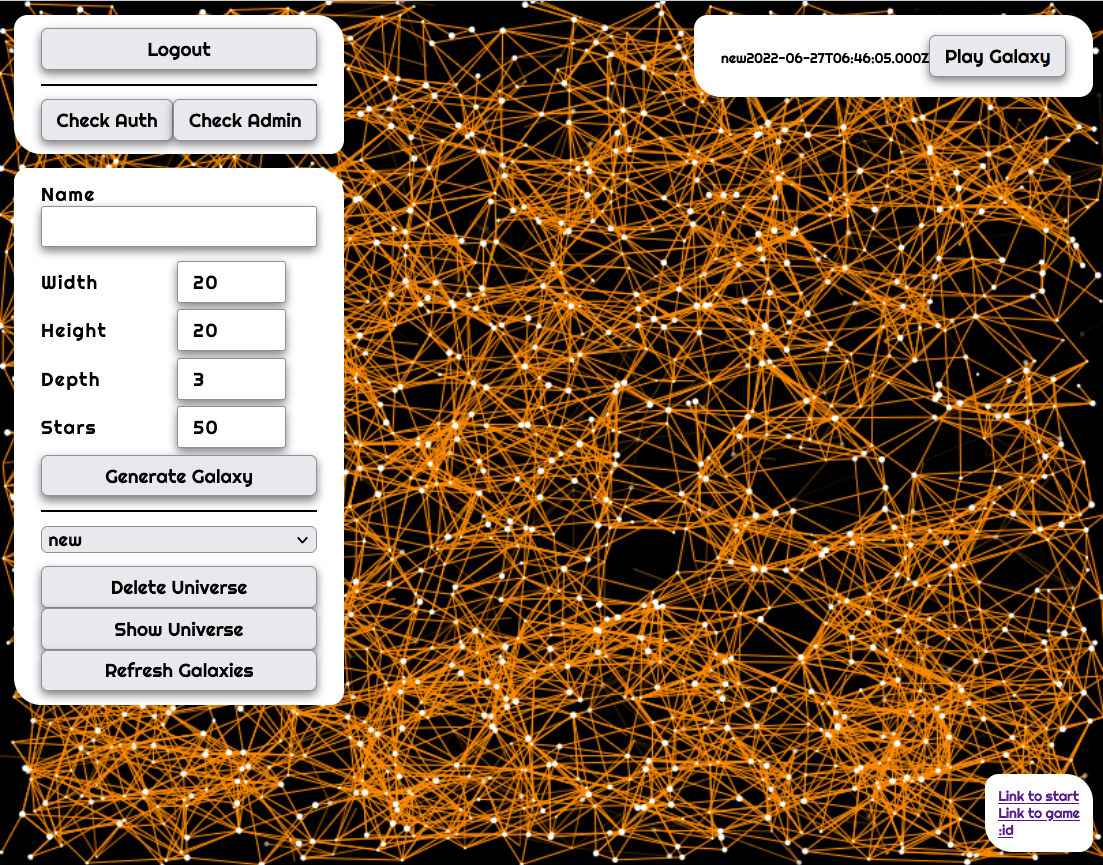 Logout
Check Auth Check Admin
Name
Width 20
Height 20
Depth 3
Stars 50
Generate Galaxy
new
Delete Universe
Show Universe
Refresh Galaxies
new2022-06-27T06:46:05.000Z Play Galaxy
Link to start
Link to game
:id